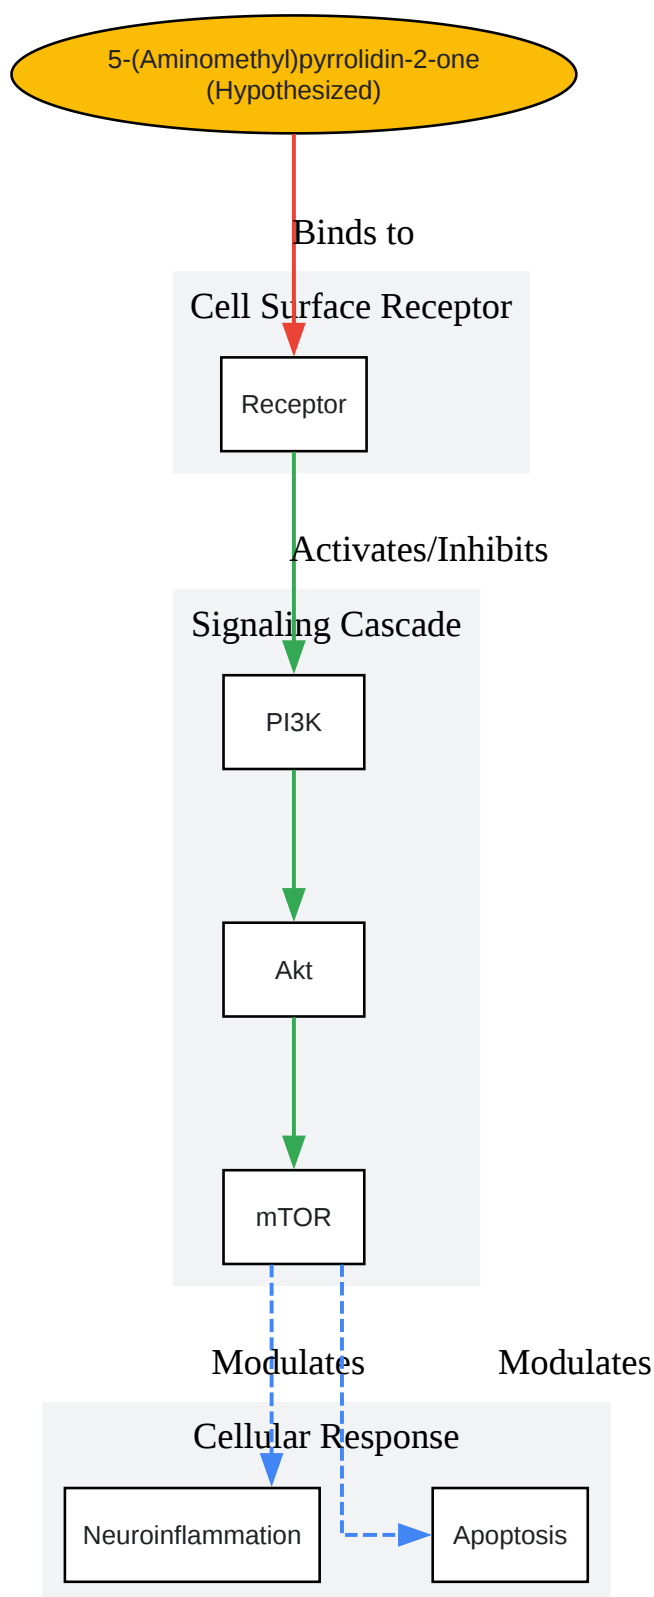 5-(Aminomethyl)pyrrolidin-2-one
(Hypothesized)
Binds to
Cell Surface Receptor
Receptor
Activates/Inhibits
Signaling Cascade
PI3K
Akt
mTOR
Modulates
Modulates
Cellular Response
Neuroinflammation
Apoptosis